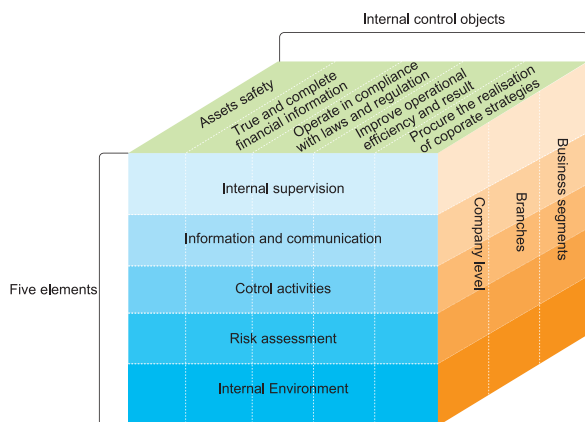 Internal control objects
Assets safety
True and complete
financial information
Operate in compliance
with laws and regulation
Improve operational
efficiency and result
Procure the realisation
of coporate strategies
Five elements
Internal supervision
Information and communication
Cotrol activities
Risk assessment
Internal Environment
Company level
Branches
Business segments